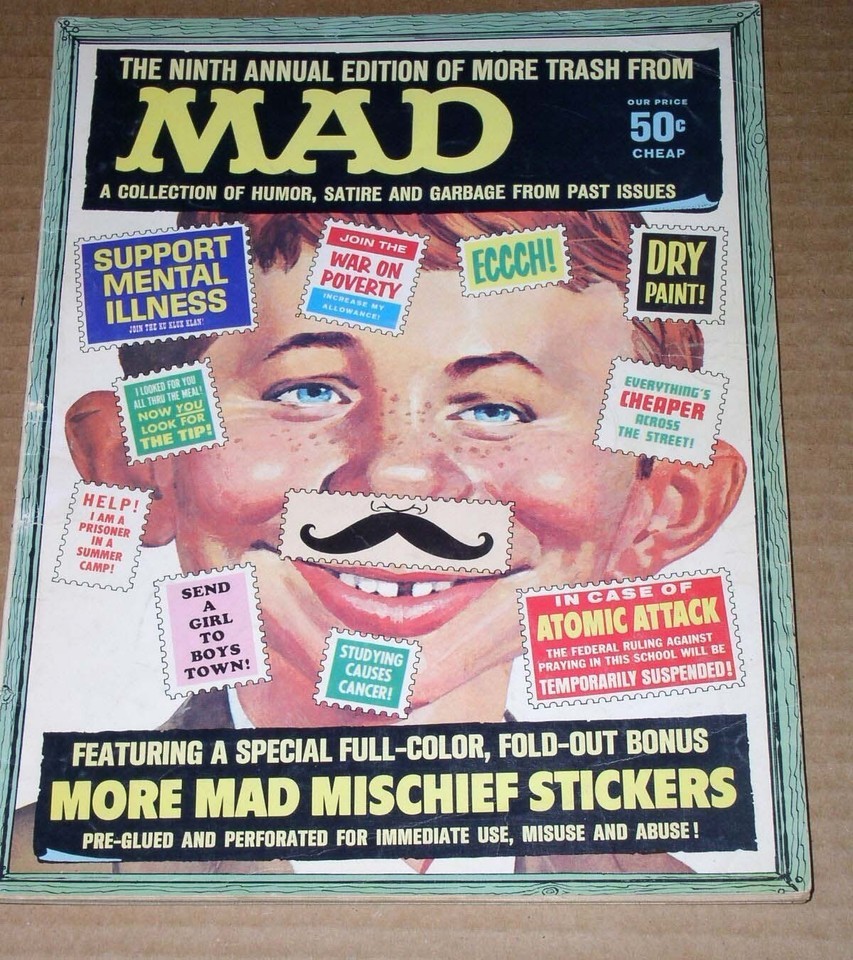 THE NINTH ANNUAL EDITION OF MORE TRASH FROM
MAD
OUR PRICE
50c
CHEAP
A COLLECTION OF HUMOR, SATIRE AND GARBAGE FROM PAST ISSUES
SUPPORT
MENTAL
ILLNESS
JOIN THE KU KLUX KLAN!
JOIN THE
WAR ON
POVERTY
INCREASE MY
ALLOWANCE!
ECCCH!
DRY
PAINT!
I LOOKED FOR YOU
ALL THRU THE MEAL!
NOW YOU
LOOK FOR
THE TIP!
EVERYTHING'S
CHEAPER
ACROSS
THE STREET!
HELP!
I AM A
PRISONER
IN A
SUMMER
CAMP!
SEND
A
GIRL
TO
BOYS
TOWN!
STUDYING
CAUSES
CANCER!
IN CASE OF
ATOMIC ATTACK
THE FEDERAL RULING AGAINST
PRAYING IN THIS SCHOOL WILL BE
TEMPORARILY SUSPENDED!
FEATURING A SPECIAL FULL-COLOR, FOLD-OUT BONUS
MORE MAD MISCHIEF STICKERS
PRE-GLUED AND PERFORATED FOR IMMEDIATE USE, MISUSE AND ABUSE!